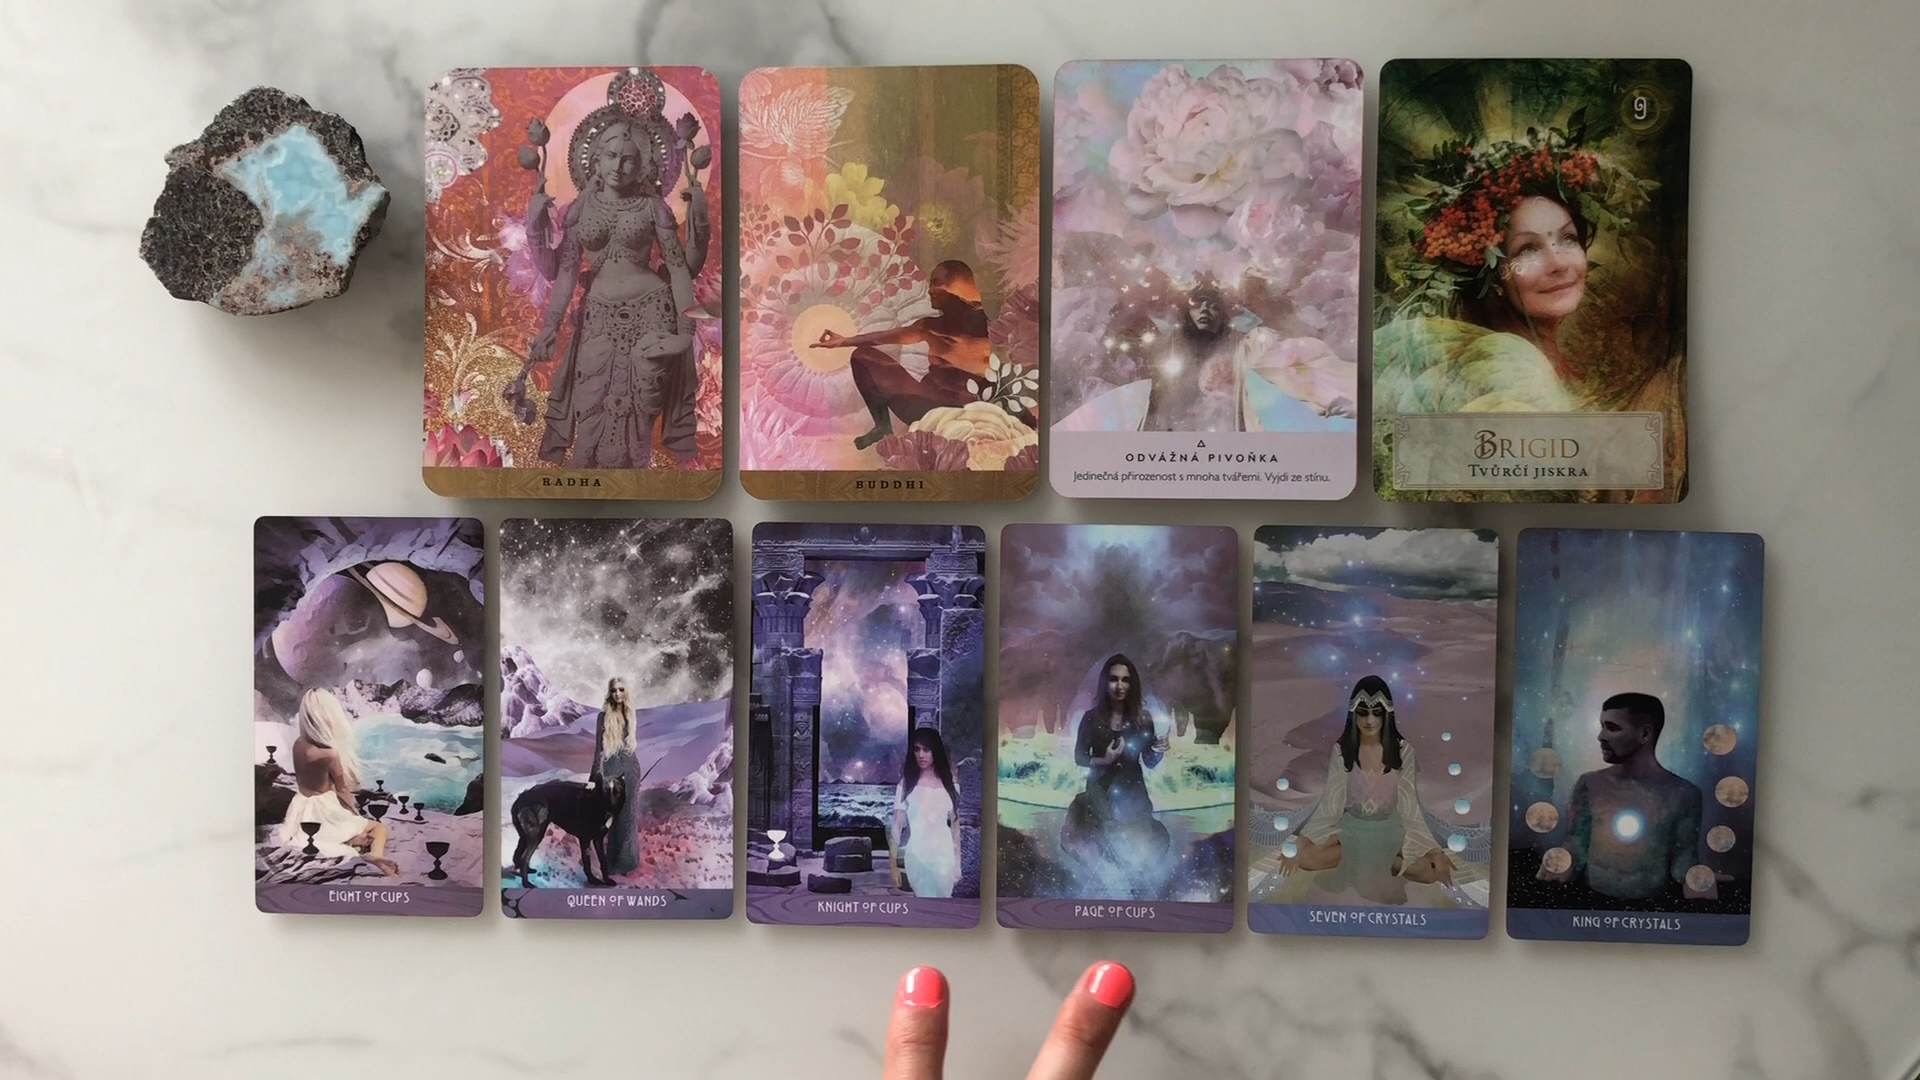 RADHA
BUDDHI
ODVÁŽNÁ PIVOŇKA
Jedinečná přirozenost s mnoha tvářemi. Vyjdi ze stínu.
9
BRIGID
TVŮRČÍ JISKRA
EIGHT OF CUPS
QUEEN OF WANDS
KNIGHT OF CUPS
PAGE OF CUPS
SEVEN OF CRYSTALS
KING OF CRYSTALS